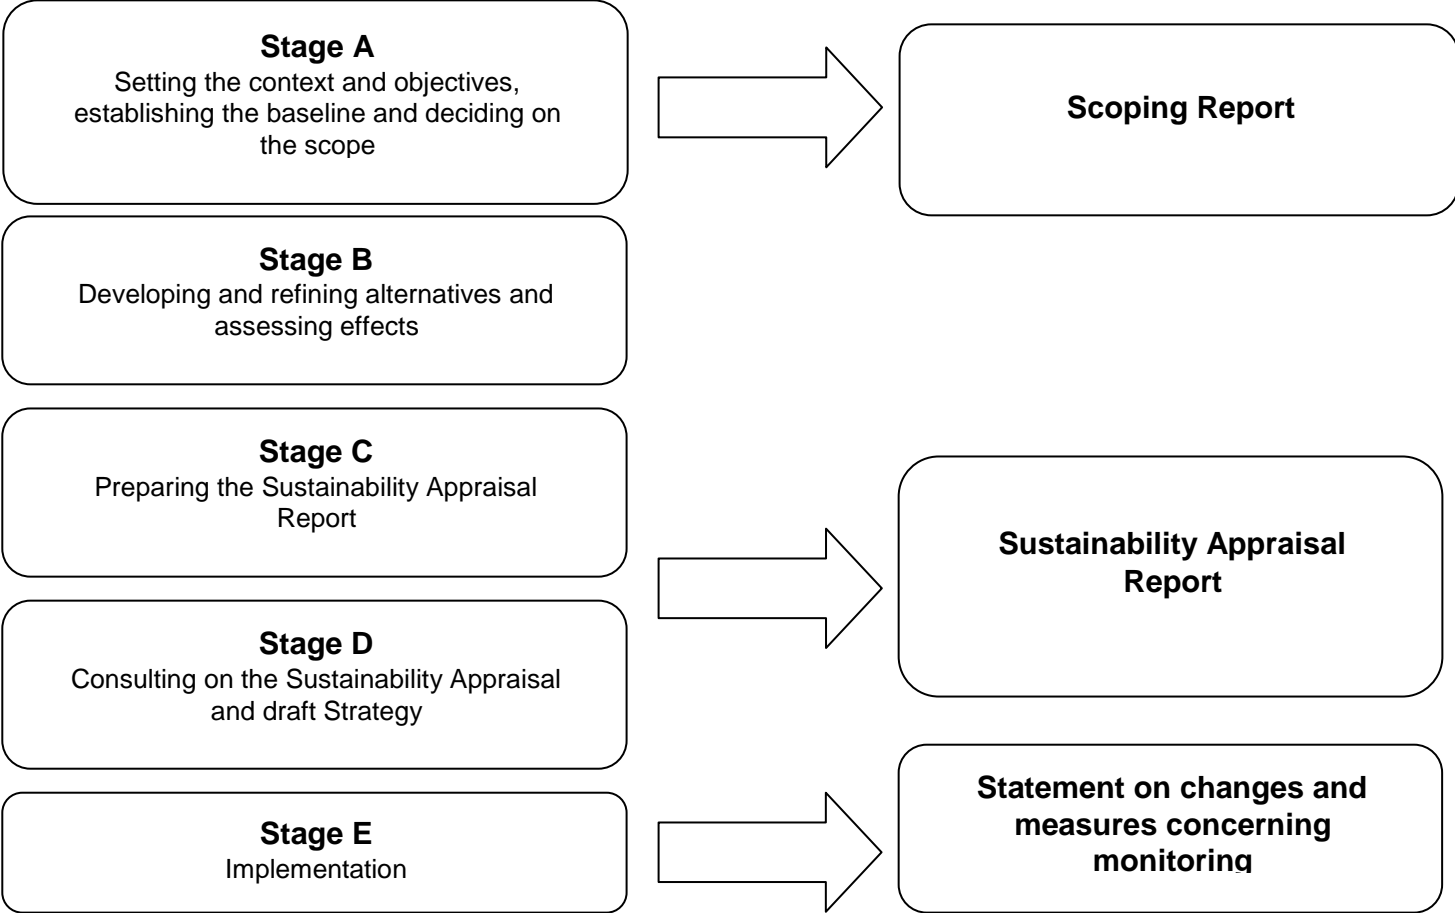 Stage A
Setting the context and objectives,
establishing the baseline and deciding on
the scope
Scoping Report
Stage B
Developing and refining alternatives and
assessing effects
Stage C
Preparing the Sustainability Appraisal
Report
Sustainability Appraisal
Report
Stage D
Consulting on the Sustainability Appraisal
and draft Strategy
Stage E
Implementation
Statement on changes and
measures concerning
monitoring